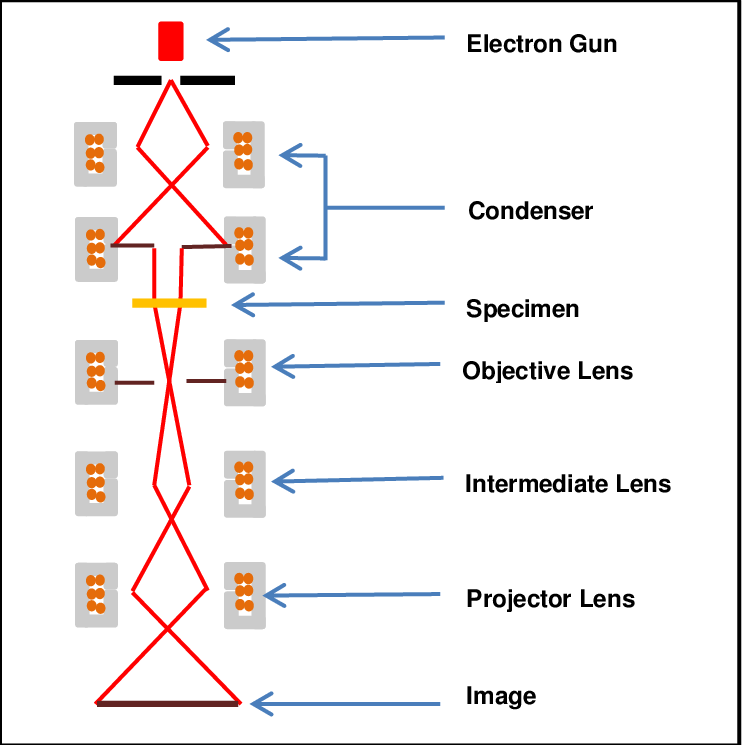 Electron Gun
Condenser
Specimen
Objective Lens
Intermediate Lens
Projector Lens
Image